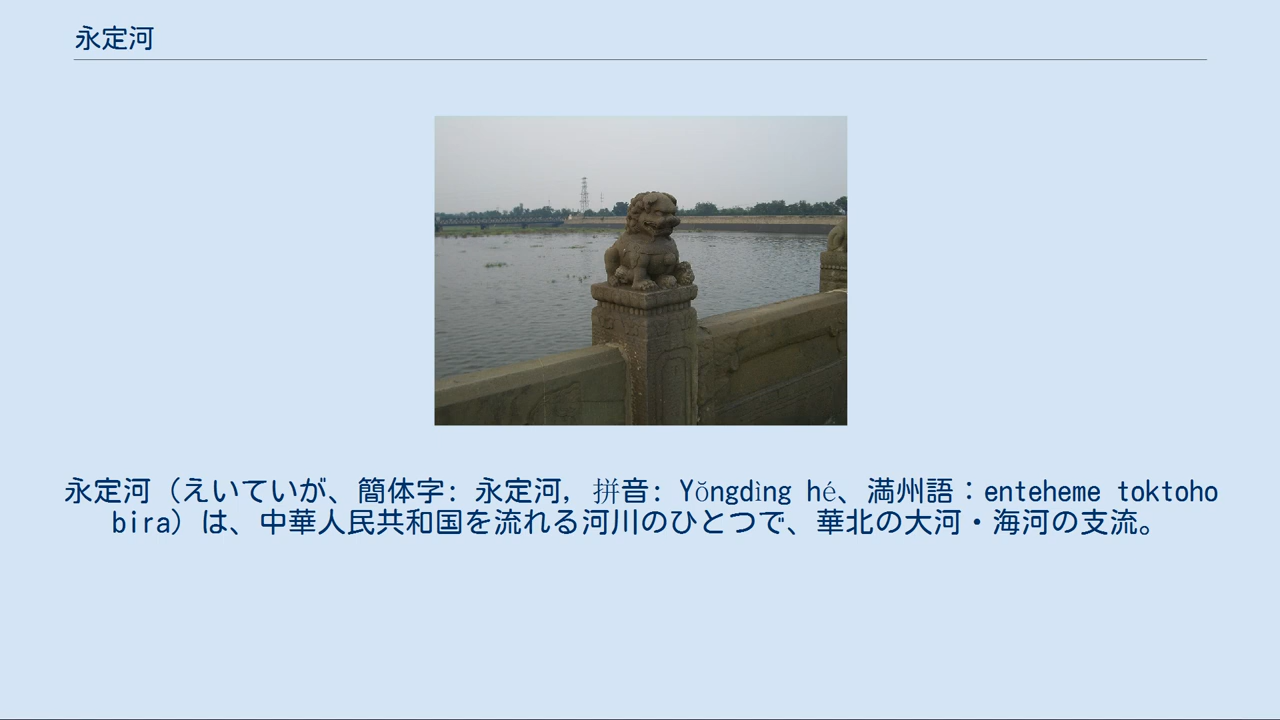 永定河
永定河（えいていが、簡体字: 永定河, 拼音: Yǒngdìng hé、満州語：enteheme toktoho
bira）は、中華人民共和国を流れる河川のひとつで、華北の大河・海河の支流。